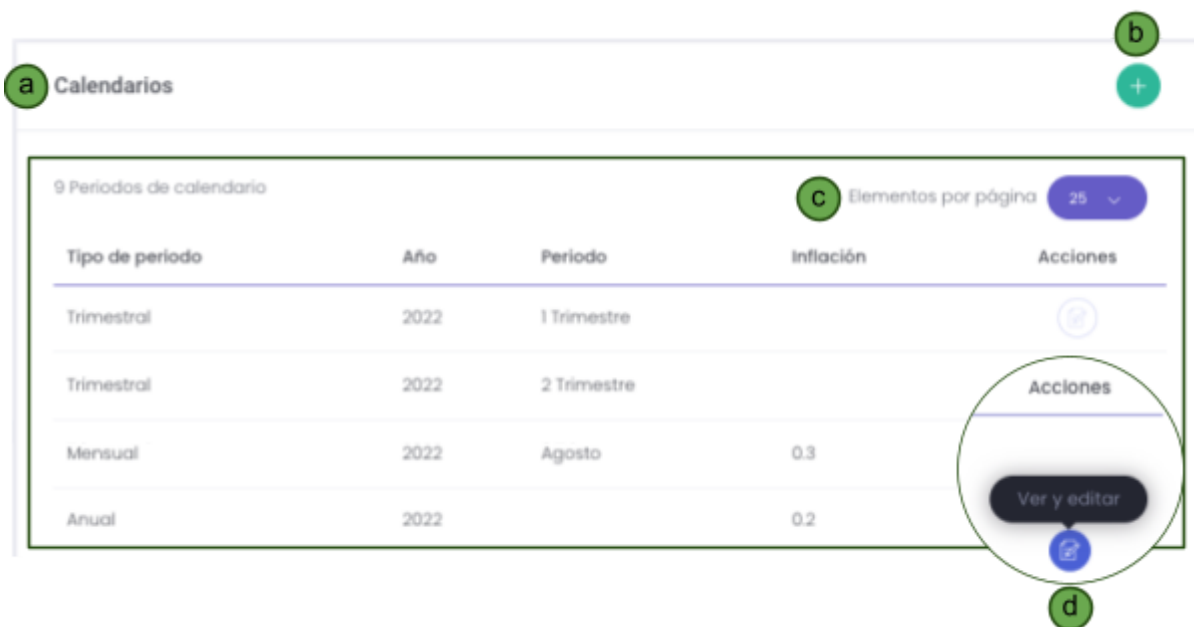 b
a Calendarios +
9 Periodos de calendario c Elementos por página 25
Tipo de periodo Año Periodo Inflación Acciones
Trimestral 2022 1 Trimestre
Trimestral 2022 2 Trimestre Acciones
Mensual 2022 Agosto 0.3
Ver y editar
Anual 2022 0.2
d